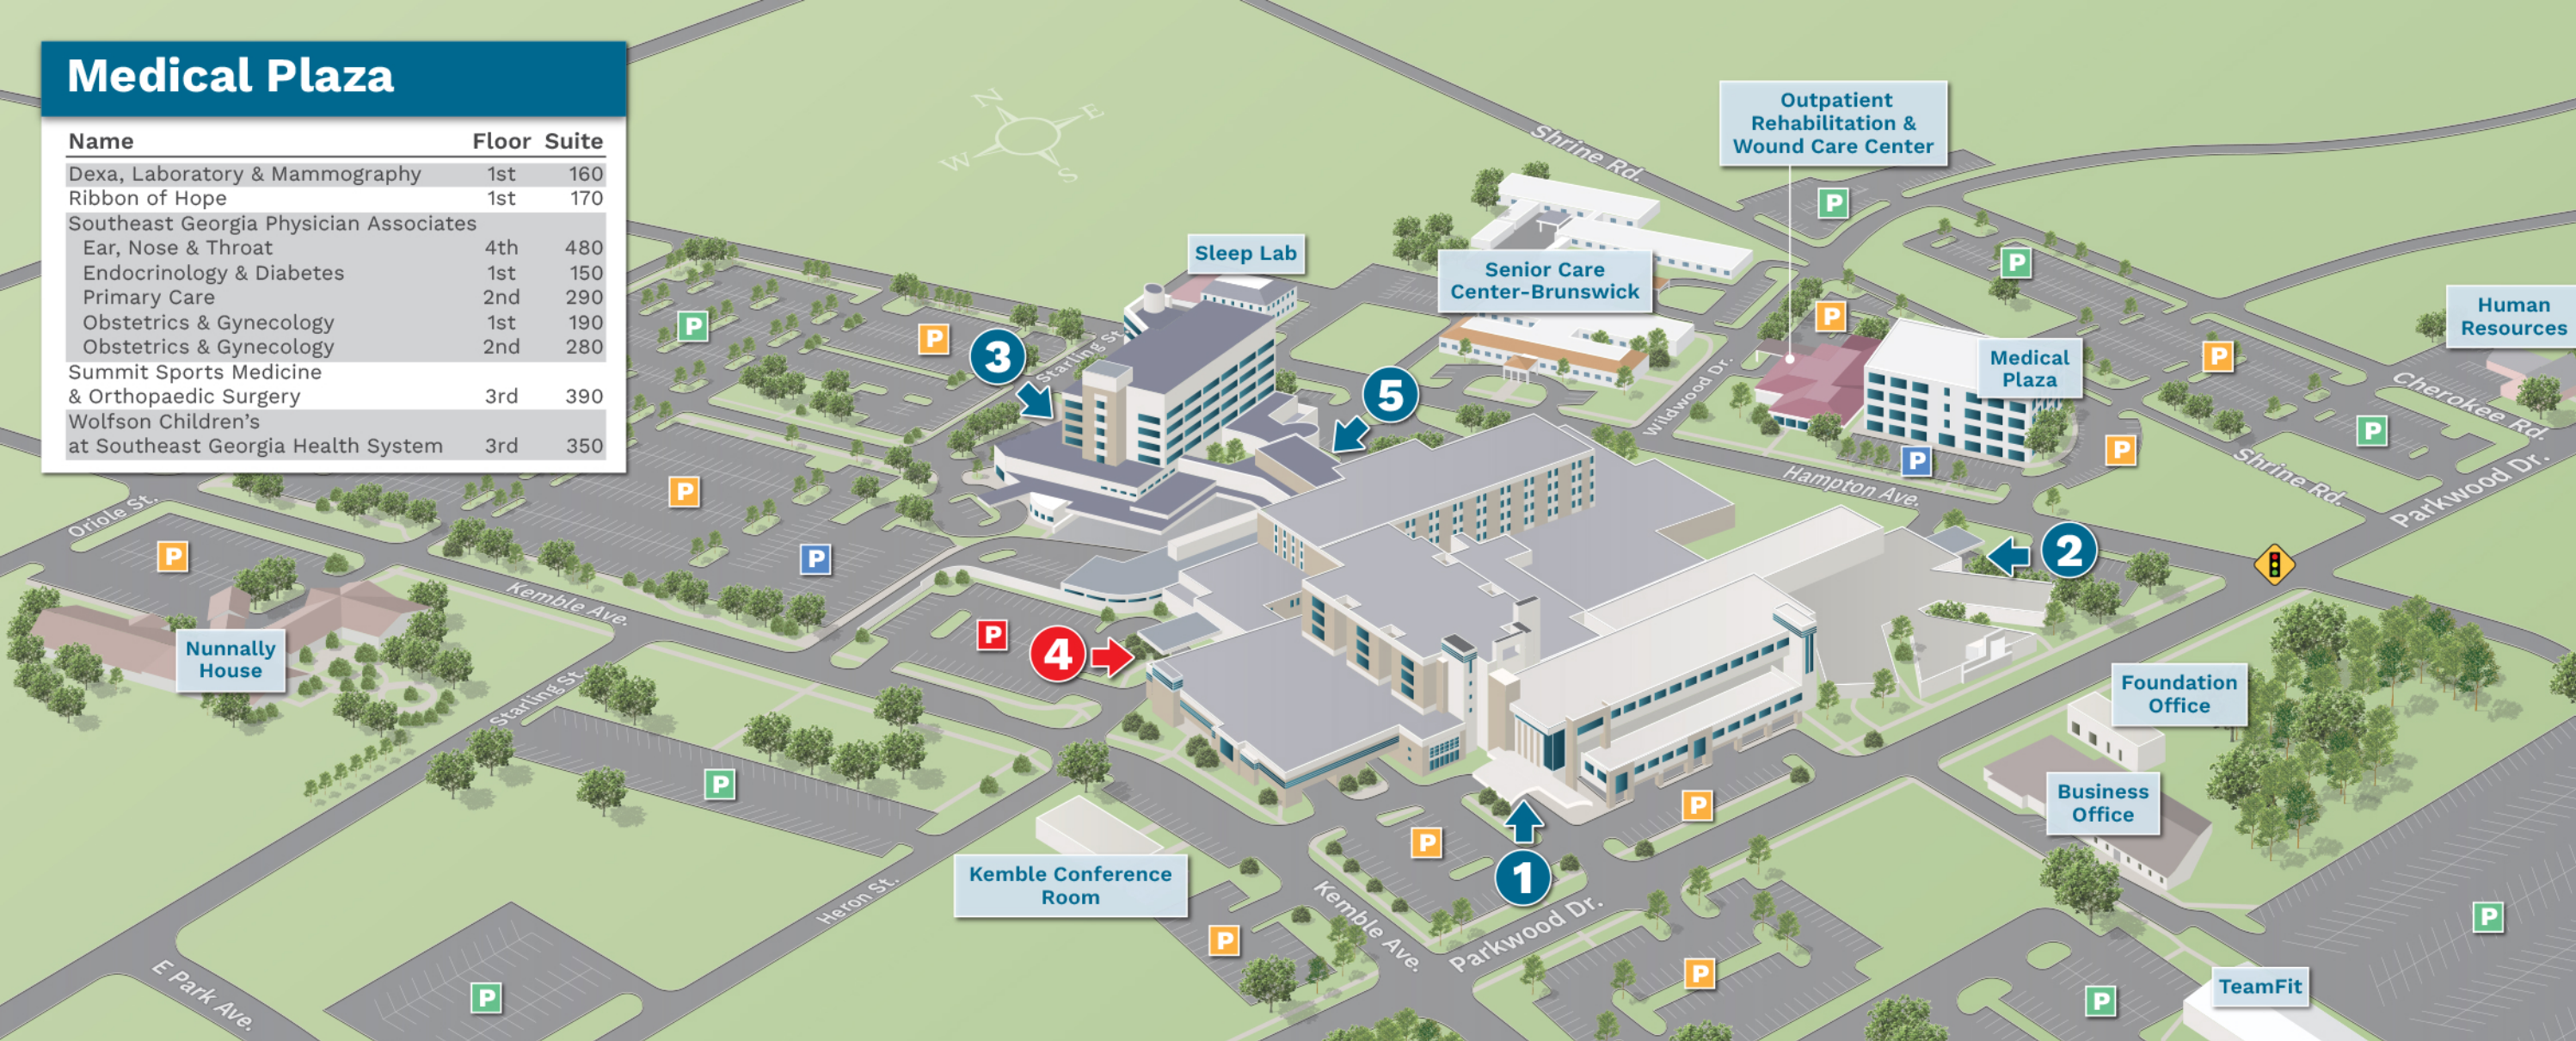 Medical Plaza
Name Floor Suite
Dexa, Laboratory & Mammography 1st 160
Ribbon of Hope 1st 170
Southeast Georgia Physician Associates
Ear, Nose & Throat 4th 480
Endocrinology & Diabetes 1st 150
Primary Care 2nd 290
Obstetrics & Gynecology 1st 190
Obstetrics & Gynecology 2nd 280
Summit Sports Medicine
& Orthopaedic Surgery 3rd 390
Wolfson Children's
at Southeast Georgia Health System 3rd 350
N
E
W
S
Shrine Rd.
Outpatient
Rehabilitation &
Wound Care Center
P
P
Sleep Lab
Senior Care
Center-Brunswick
Human
Resources
P
P
P
3
Starling St.
5
Medical
Plaza
P
Wildwood Dr.
Cherokee Rd.
P
P
P
Hampton Ave.
Shrine Rd.
Parkwood Dr.
P
Oriole St.
P
P
2
Kemble Ave.
P
4
Nunnally
House
Starling St.
Foundation
Office
P
P
P
Business
Office
1
Kemble Conference
Room
Heron St.
Kemble Ave.
Parkwood Dr.
P
P
P
E Park Ave.
P
P
TeamFit